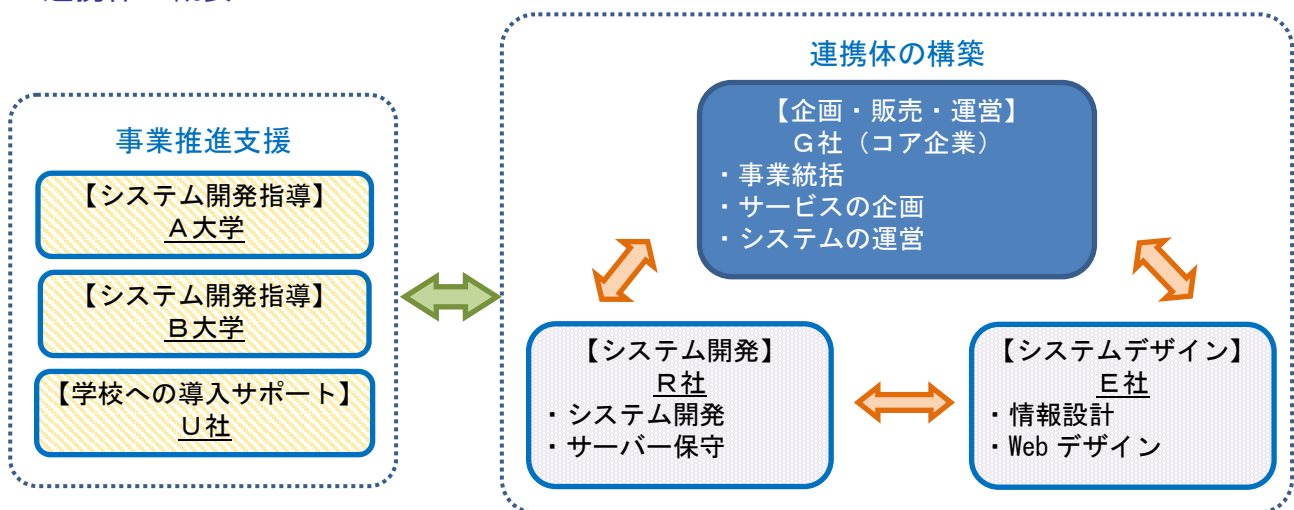 事業推進支援
【システム開発指導】
A大学
【システム開発指導】
B大学
【学校への導入サポート】
U社
連携体の構築
【企画・販売・運営】
G社（コア企業）
・事業統括
・サービスの企画
・システムの運営
【システム開発】
R社
・システム開発
・サーバー保守
【システムデザイン】
E社
・情報設計
・Web デザイン